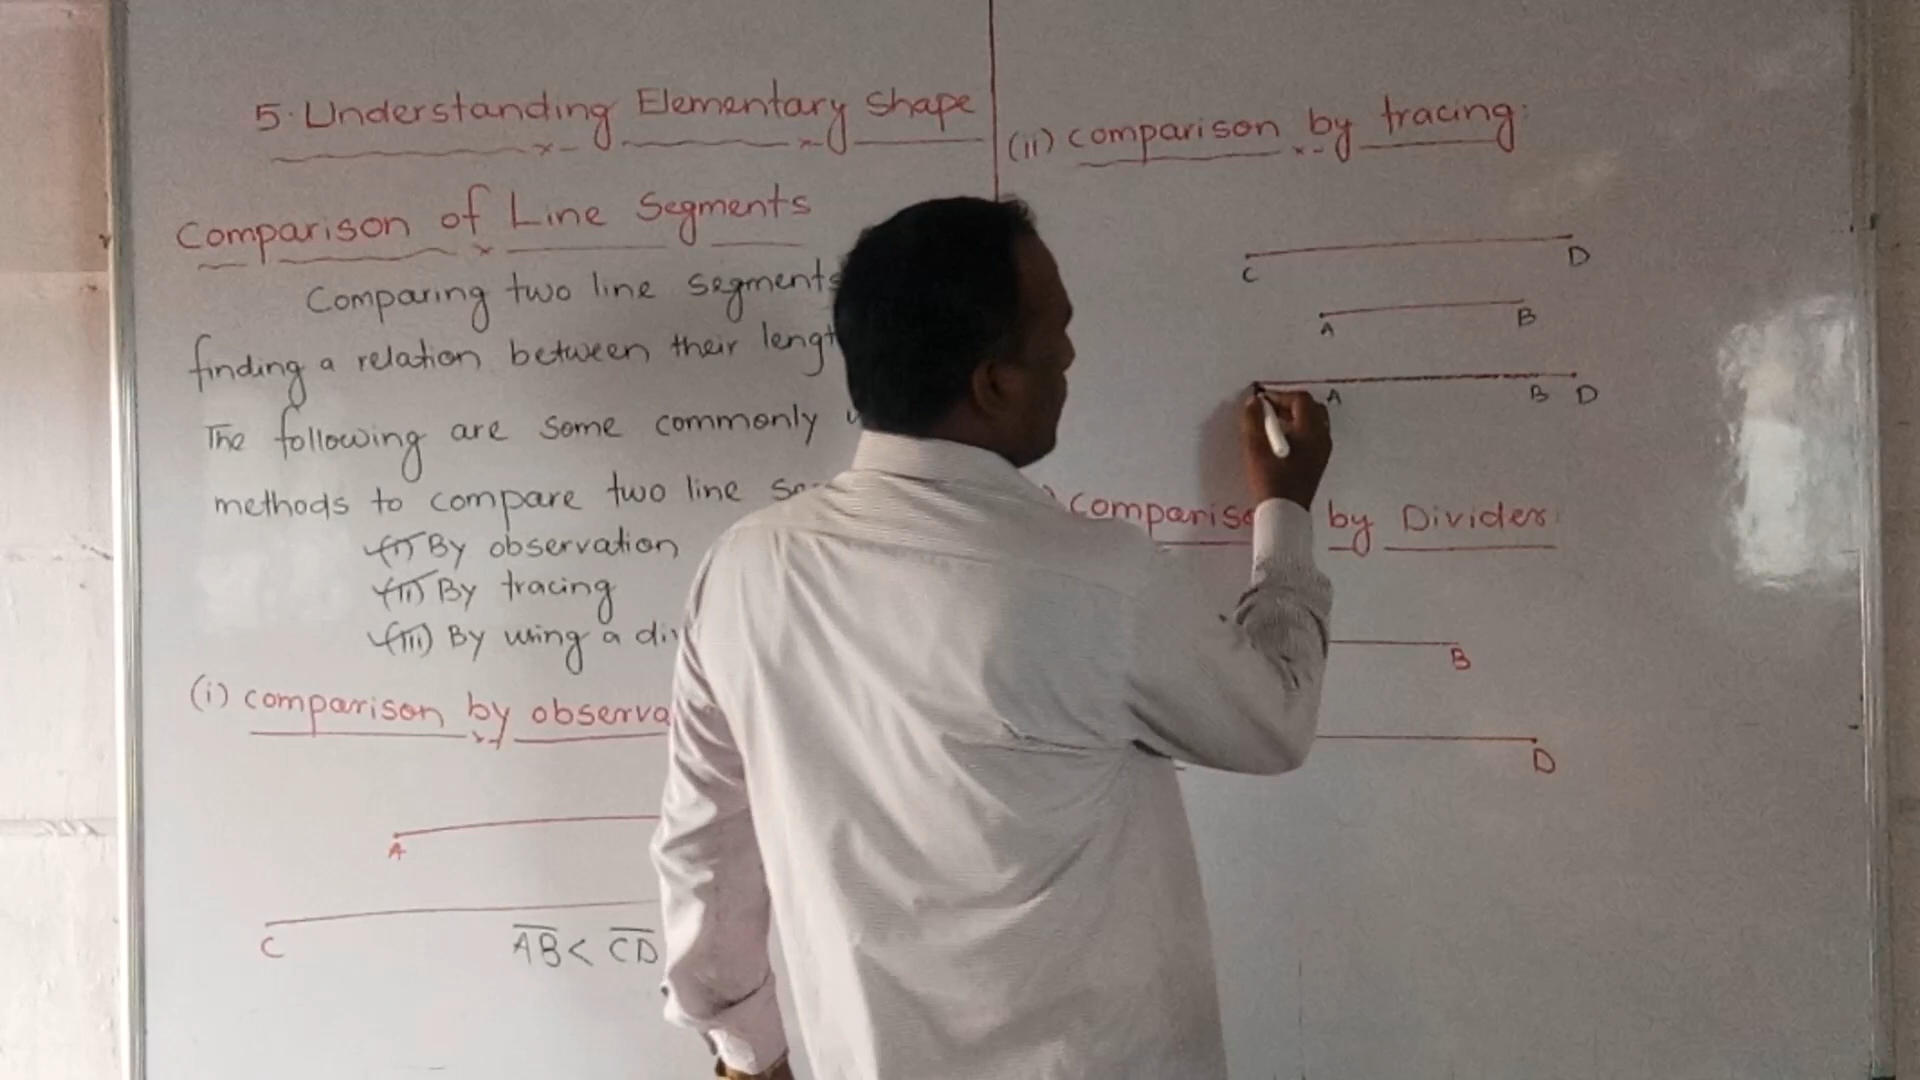 5. Understanding Elementary Shape
Comparison of Line Segments
Comparing two line segments
finding a relation between their
The following are some commonly
methods to compare two line
(i) By observation
(ii) By tracing
(iii) By using a
(i) comparison by
A
C
AB < CD
(ii) comparison by tracing:
C D
A B
A B D
by Divider
B
D